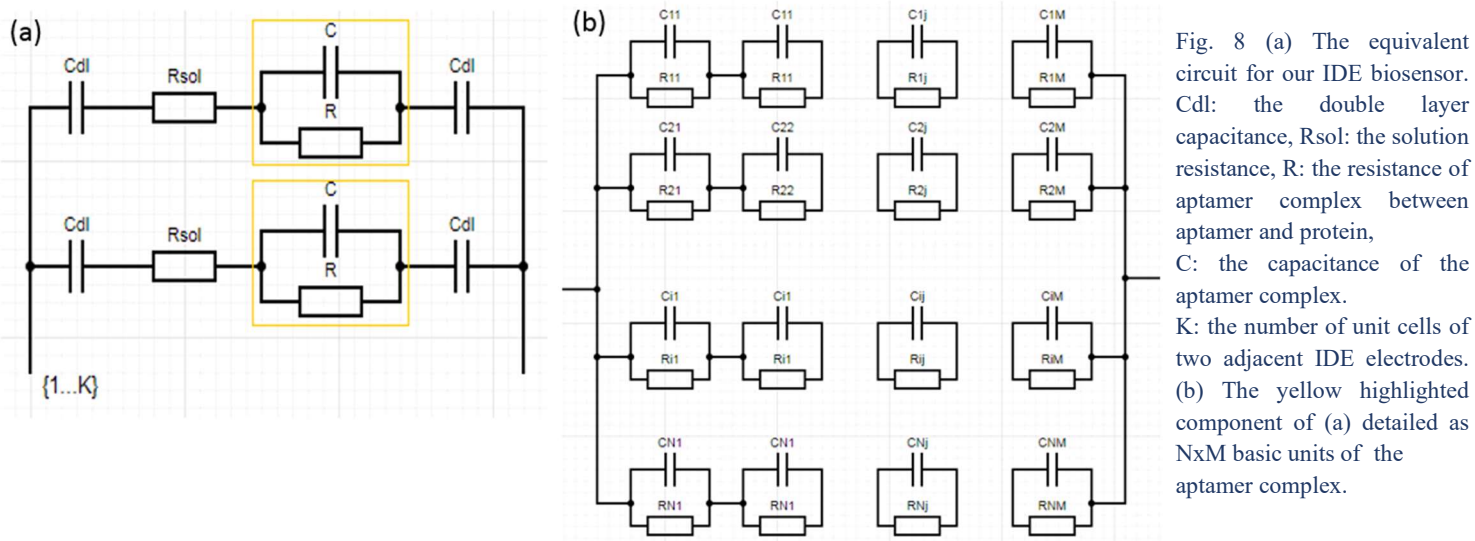 (a)
C
Cdl
Rsol
Cdl
R
C
Cdl
Rsol
Cdl
R
{1...K}
(b)
C11 C11 C1j C1M
R11 R11 R1j R1M
C21 C22 C2j C2M
R21 R22 R2j R2M
Ci1 Ci1 Cij CiM
Ri1 Ri1 Rij RiM
CN1 CN1 CNj CNM
RN1 RN1 RNj RNM
Fig. 8 (a) The equivalent
circuit for our IDE biosensor.
Cdl: the double layer
capacitance, Rsol: the solution
resistance, R: the resistance of
aptamer complex between
aptamer and protein,
C: the capacitance of the
aptamer complex.
K: the number of unit cells of
two adjacent IDE electrodes.
(b) The yellow highlighted
component of (a) detailed as
NxM basic units of the
aptamer complex.